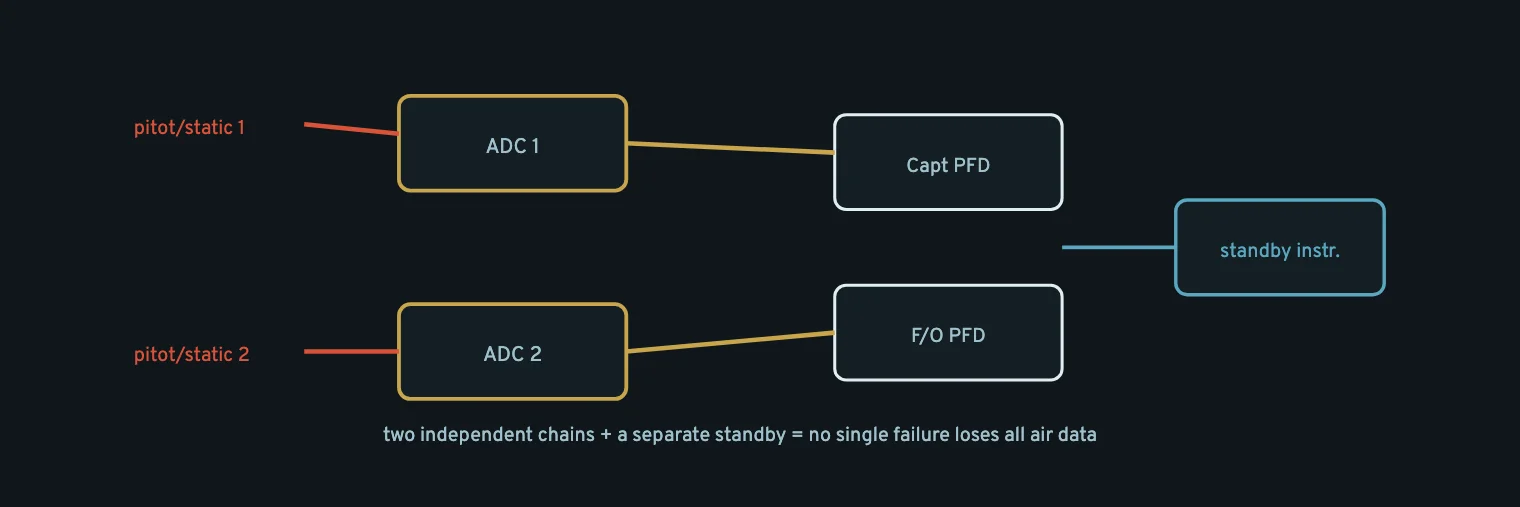 pitot/static 1
ADC 1
Capt PFD
standby instr.
pitot/static 2
ADC 2
F/O PFD
two independent chains + a separate standby = no single failure loses all air data